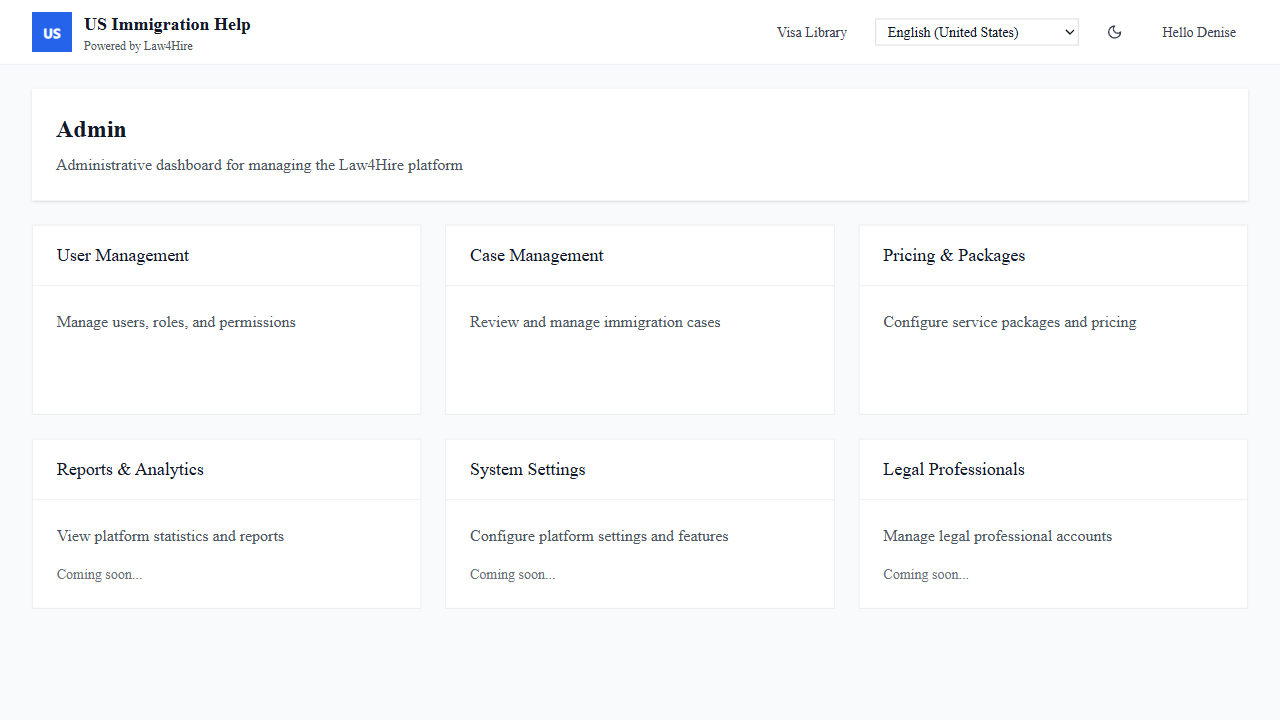 US
US Immigration Help
Powered by Law4Hire
Visa Library
English (United States)
Hello Denise
Admin
Administrative dashboard for managing the Law4Hire platform
User Management
Manage users, roles, and permissions
Case Management
Review and manage immigration cases
Pricing & Packages
Configure service packages and pricing
Reports & Analytics
View platform statistics and reports
Coming soon...
System Settings
Configure platform settings and features
Coming soon...
Legal Professionals
Manage legal professional accounts
Coming soon...